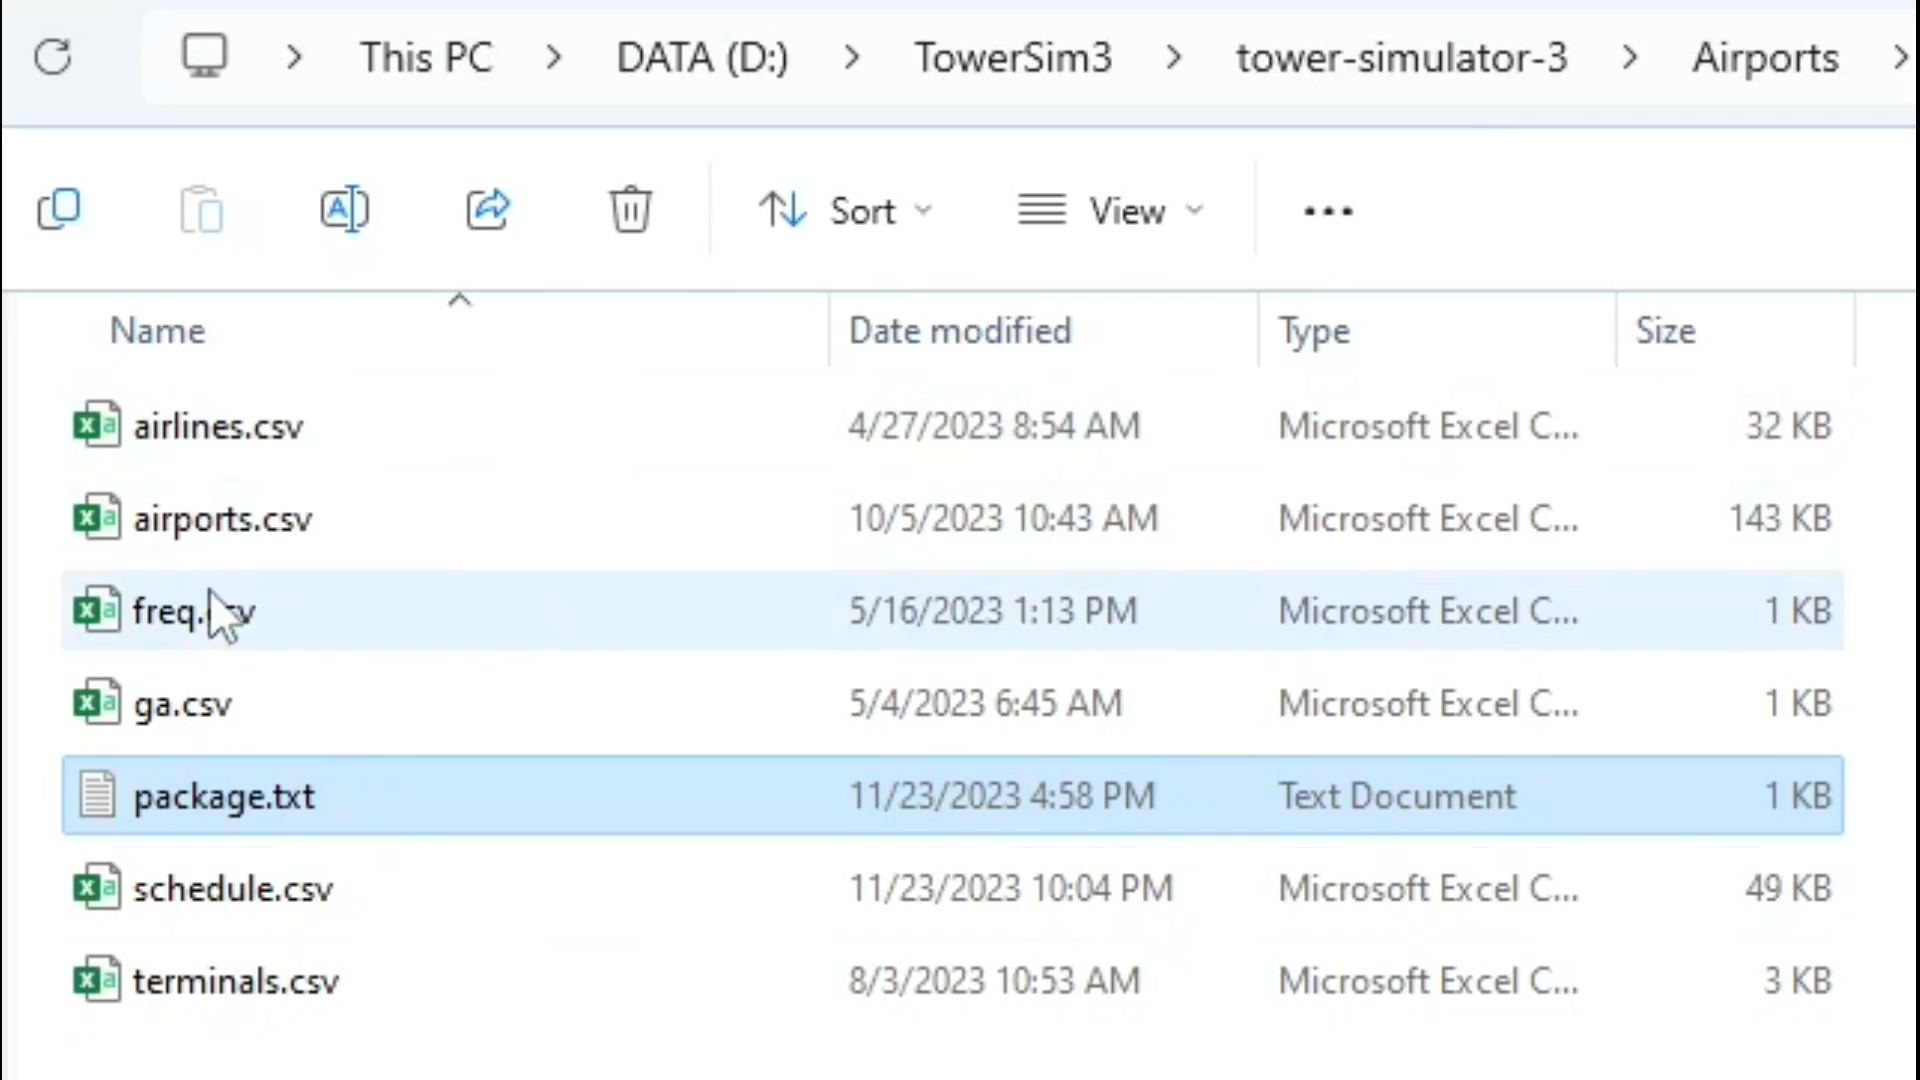 This PC > DATA (D:) > TowerSim3 > tower-simulator-3 > Airports >
Sort View
Name Date modified Type Size
airlines.csv 4/27/2023 8:54 AM Microsoft Excel C... 32 KB
airports.csv 10/5/2023 10:43 AM Microsoft Excel C... 143 KB
freq.csv 5/16/2023 1:13 PM Microsoft Excel C... 1 KB
ga.csv 5/4/2023 6:45 AM Microsoft Excel C... 1 KB
package.txt 11/23/2023 4:58 PM Text Document 1 KB
schedule.csv 11/23/2023 10:04 PM Microsoft Excel C... 49 KB
terminals.csv 8/3/2023 10:53 AM Microsoft Excel C... 3 KB